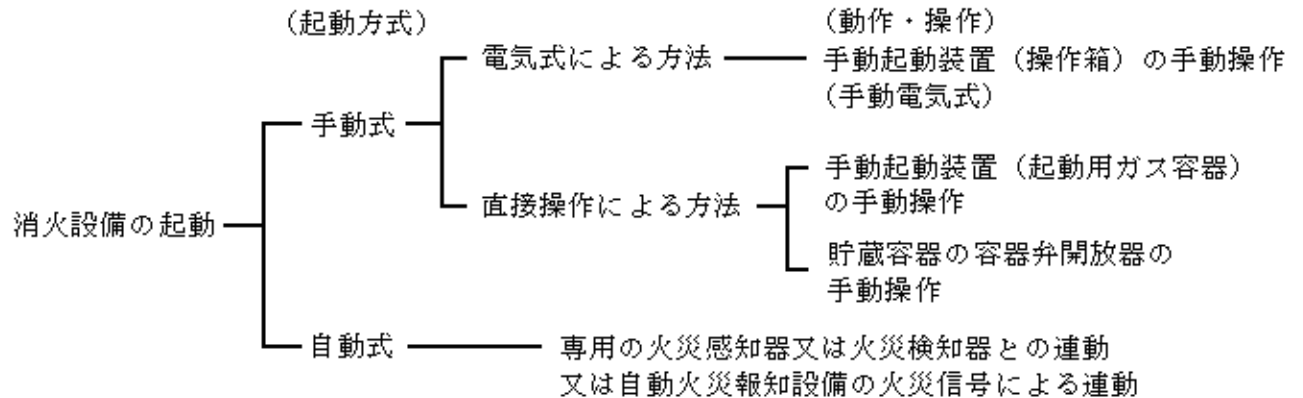 （起動方式）
（動作・操作）
電気式による方法
手動起動装置（操作箱）の手動操作
（手動電気式）
手動式
手動起動装置（起動用ガス容器）
の手動操作
直接操作による方法
消火設備の起動
貯蔵容器の容器弁開放器の
手動操作
自動式
専用の火災感知器又は火災検知器との連動
又は自動火災報知設備の火災信号による連動